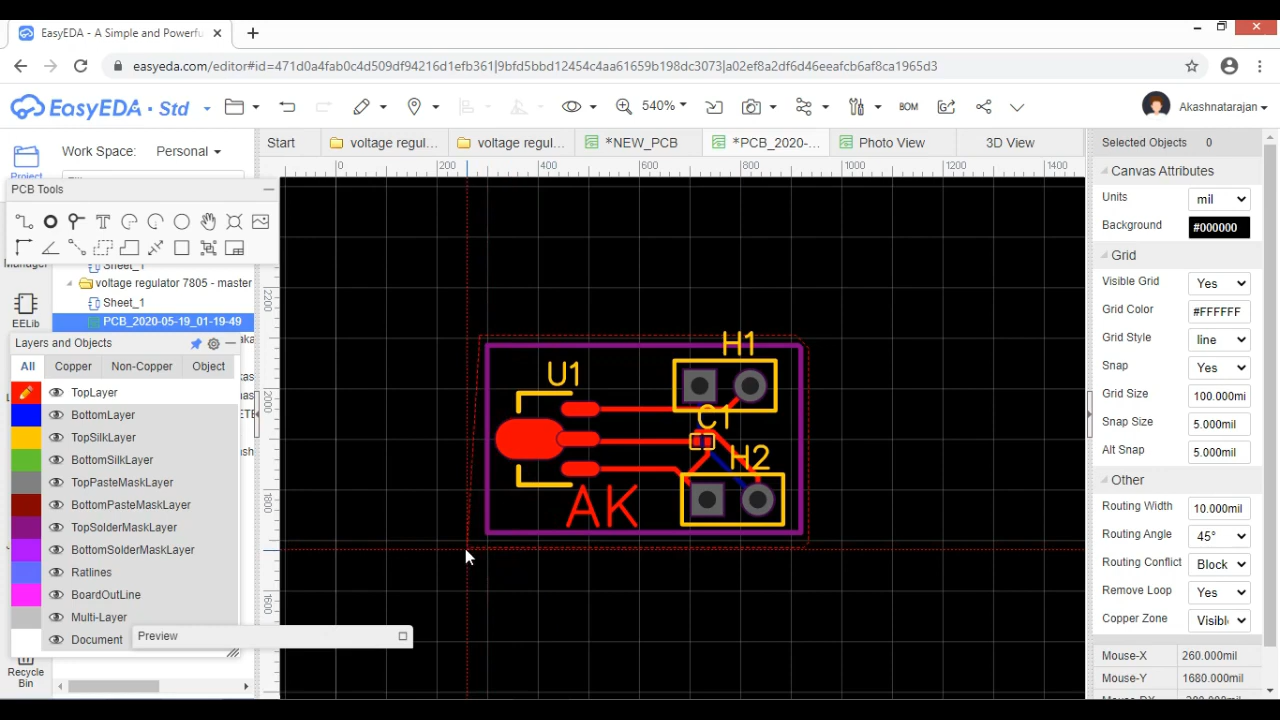 EasyEDA - A Simple and Powerfu
easyeda.com/editor#id=471d0a4fab0c4d509df94216d1efb361|9bfd5bbd12454c4aa61659b198dc3073|a02ef8a2df6d46eeafcb6af8ca1965d3
EasyEDA · Std
540%
BOM
Akashnatarajan
Project
Work Space: Personal
Start
voltage regul...
voltage regul...
*NEW_PCB
*PCB_2020-...
Photo View
3D View
Selected Objects 0
PCB Tools
0 200 400 600 800 1000 1200 1400
Sheet_1
voltage regulator 7805 - master
Sheet_1
PCB_2020-05-19_01-19-49
EELib
Layers and Objects
All Copper Non-Copper Object
TopLayer
BottomLayer
TopSilkLayer
BottomSilkLayer
TopPasteMaskLayer
BottomPasteMaskLayer
TopSolderMaskLayer
BottomSolderMaskLayer
Ratlines
BoardOutLine
Multi-Layer
Document
Preview
Recycle
Bin
2200
2000
1800
1600
H1
U1
C1
H2
AK
Canvas Attributes
Units mil
Background #000000
Grid
Visible Grid Yes
Grid Color #FFFFFF
Grid Style line
Snap Yes
Grid Size 100.000mi
Snap Size 5.000mil
Alt Snap 5.000mil
Other
Routing Width 10.000mil
Routing Angle 45°
Routing Conflict Block
Remove Loop Yes
Copper Zone Visibl
Mouse-X 260.000mil
Mouse-Y 1680.000mil